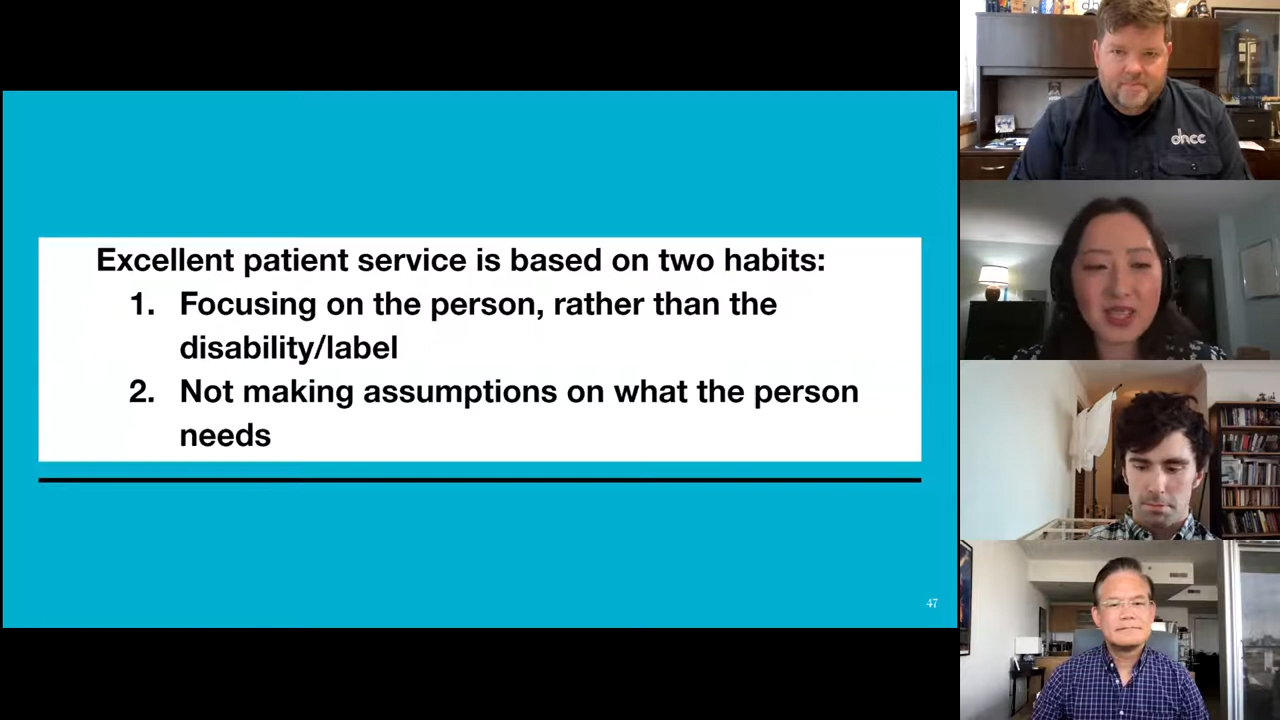 Excellent patient service is based on two habits:
1. Focusing on the person, rather than the
disability/label
2. Not making assumptions on what the person
needs
47
dhcc